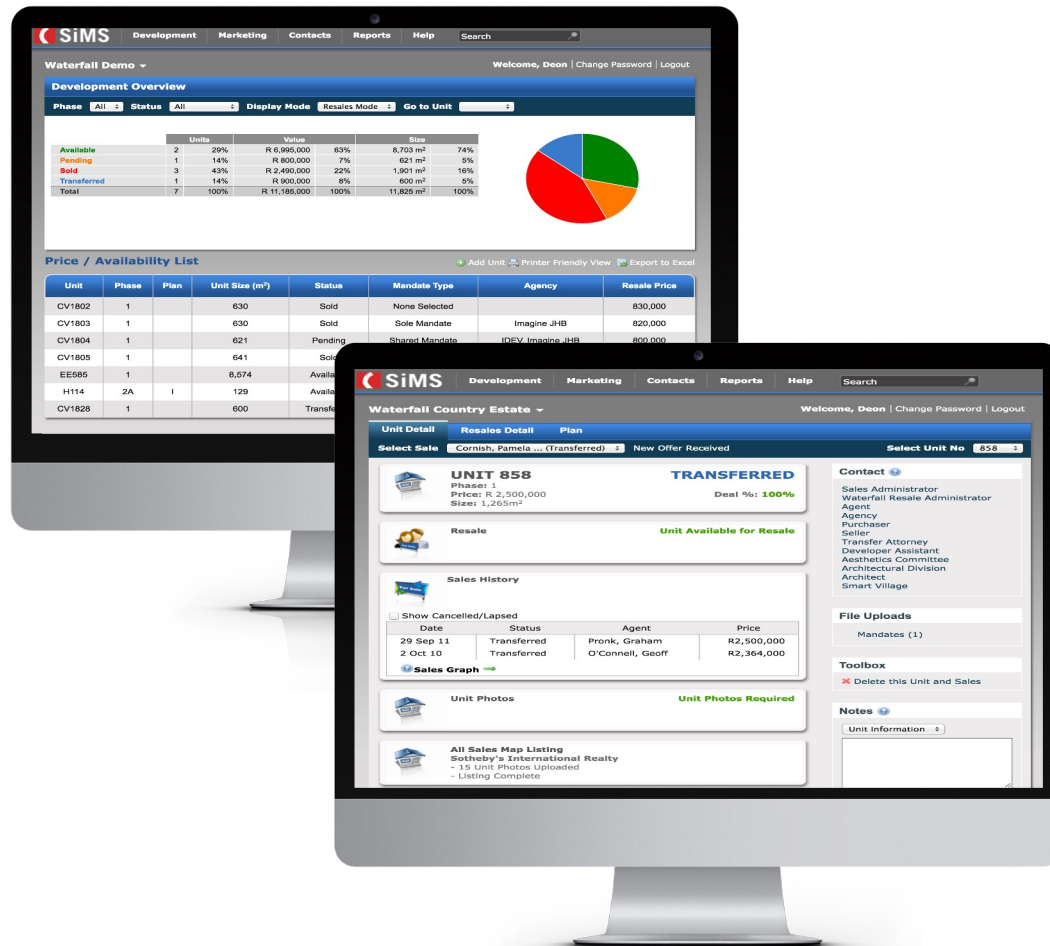 SiMS Development Marketing Contacts Reports Help Search
Waterfall Demo Welcome, Deon | Change Password | Logout
Development Overview
Phase All Status All Display Mode Resales Mode Go to Unit
Units Value Size
Available 2 29% R 6,995,000 63% 8,703 m² 74%
Pending 1 14% R 800,000 7% 621 m² 5%
Sold 3 43% R 2,490,000 22% 1,901 m² 16%
Transferred 1 14% R 900,000 8% 600 m² 5%
Total 7 100% R 11,185,000 100% 11,825 m² 100%
Price / Availability List Add Unit Printer Friendly View Export to Excel
Unit Phase Plan Unit Size (m²) Status Mandate Type Agency Resale Price
CV1802 1 630 Sold None Selected 830,000
CV1803 1 630 Sold Sole Mandate Imagine JHB 820,000
CV1804 1 621 Pending Shared Mandate IDEV, Imagine JHB 800,000
CV1805 1 641
EE585 1 8,574
H114 2A I 129
CV1828 1 600
SiMS Development Marketing Contacts Reports Help Search
Waterfall Country Estate Welcome, Deon | Change Password | Logout
Unit Detail Resales Detail Plan
Select Sale Cornish, Pamela ... (Transferred) New Offer Received Select Unit No 858
UNIT 858 TRANSFERRED
Phase: 1
Price: R 2,500,000 Deal %: 100%
Size: 1,265m²
Resale Unit Available for Resale
Sales History
Show Cancelled/Lapsed
Date Status Agent Price
29 Sep 11 Transferred Pronk, Graham R2,500,000
2 Oct 10 Transferred O'Connell, Geoff R2,364,000
Sales Graph
Unit Photos Unit Photos Required
All Sales Map Listing
Sotheby's International Realty
- 15 Unit Photos Uploaded
- Listing Complete
Contact
Sales Administrator
Waterfall Resale Administrator
Agent
Agency
Purchaser
Seller
Transfer Attorney
Developer Assistant
Aesthetics Committee
Architectural Division
Architect
Smart Village
File Uploads
Mandates (1)
Toolbox
Delete this Unit and Sales
Notes
Unit Information